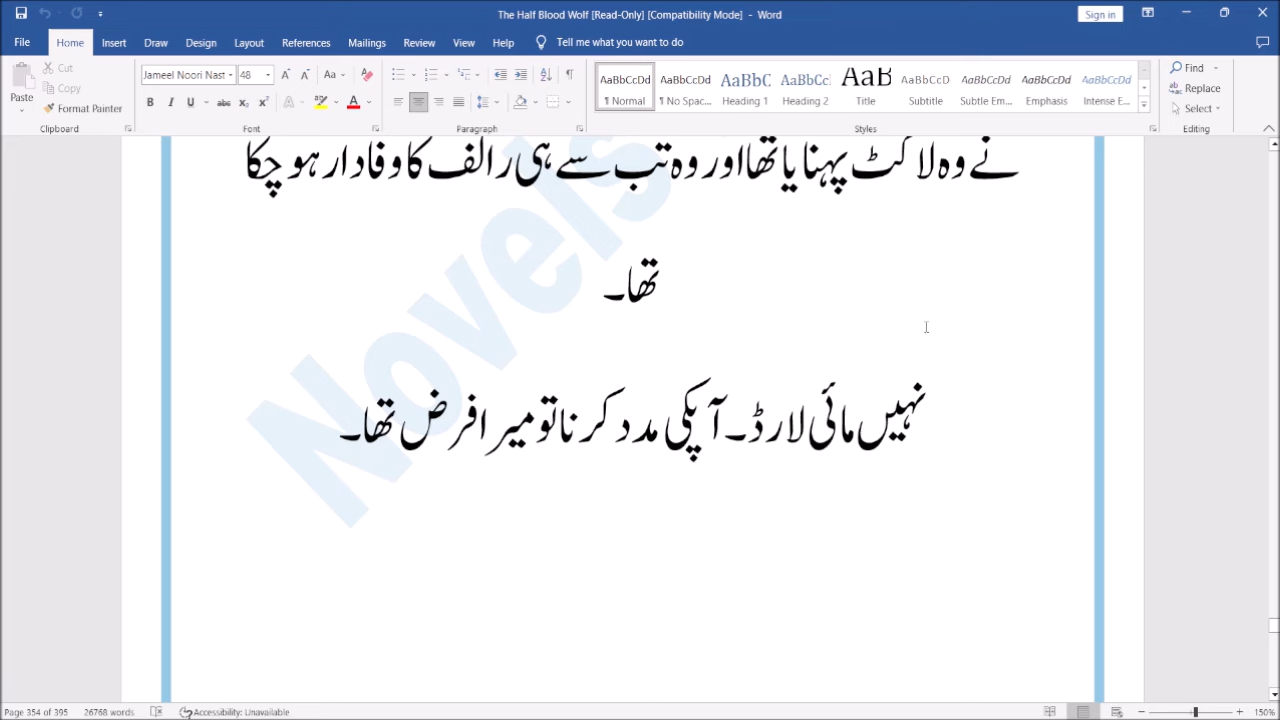 The Half Blood Wolf [Read-Only] [Compatibility Mode] - Word
Sign in
File Home Insert Draw Design Layout References Mailings Review View Help Tell me what you want to do
Paste
Cut
Copy
Format Painter
Clipboard
Jameel Noori Nast 48
Font
Paragraph
AaBbCcDd AaBbCcDd AaBbC AaBbCc AaB AaBbCcD AaBbCcDd AaBbCcDd AaBbCcDd
¶ Normal ¶ No Spac... Heading 1 Heading 2 Title Subtitle Subtle Em... Emphasis Intense E...
Styles
Find
Replace
Select
Editing
نے وہ لاکٹ پہنایا تھا اور وہ تب سے ہی رالف کا وفادار ہو چکا
تھا۔
نہیں مائی لارڈ۔ آپکی مدد کرنا تو میرا فرض تھا۔
Novels
Page 354 of 395 26768 words Accessibility: Unavailable 150%